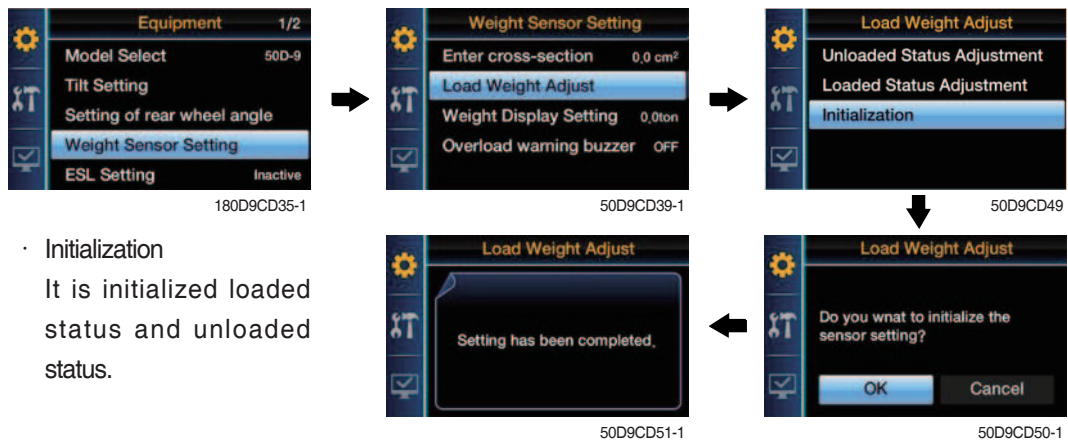 Equipment 1/2
Model Select 50D-9
Tilt Setting
Setting of rear wheel angle
Weight Sensor Setting
ESL Setting Inactive
180D9CD35-1
Weight Sensor Setting
Enter cross-section 0.0 cm²
Load Weight Adjust
Weight Display Setting 0.0ton
Overload warning buzzer OFF
50D9CD39-1
Load Weight Adjust
Unloaded Status Adjustment
Loaded Status Adjustment
Initialization
50D9CD49
· Initialization
It is initialized loaded
status and unloaded
status.
Load Weight Adjust
Do you wnat to initialize the
sensor setting?
OK Cancel
50D9CD50-1
Load Weight Adjust
Setting has been completed.
50D9CD51-1